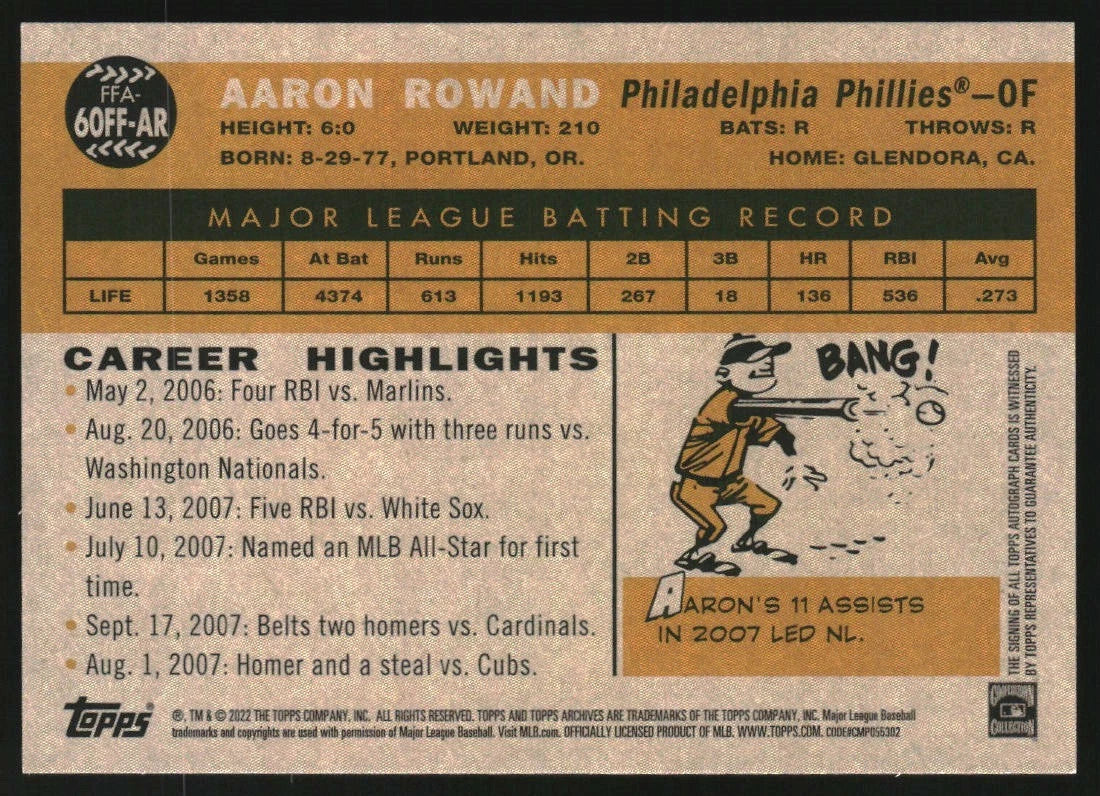 FFA-
60FF-AR
AARON ROWAND Philadelphia Phillies®—OF
HEIGHT: 6:0 WEIGHT: 210 BATS: R THROWS: R
BORN: 8-29-77, PORTLAND, OR. HOME: GLENDORA, CA.
MAJOR LEAGUE BATTING RECORD
Games At Bat Runs Hits 2B 3B HR RBI Avg
LIFE 1358 4374 613 1193 267 18 136 536 .273
CAREER HIGHLIGHTS
• May 2, 2006: Four RBI vs. Marlins.
• Aug. 20, 2006: Goes 4-for-5 with three runs vs.
Washington Nationals.
• June 13, 2007: Five RBI vs. White Sox.
• July 10, 2007: Named an MLB All-Star for first
time.
• Sept. 17, 2007: Belts two homers vs. Cardinals.
• Aug. 1, 2007: Homer and a steal vs. Cubs.
BANG!
AARON'S 11 ASSISTS
IN 2007 LED NL.
THE SIGNING OF ALL TOPPS AUTOGRAPH CARDS IS WITNESSED
BY TOPPS REPRESENTATIVES TO GUARANTEE AUTHENTICITY.
Topps
®, TM & © 2022 THE TOPPS COMPANY, INC. ALL RIGHTS RESERVED. TOPPS AND TOPPS ARCHIVES ARE TRADEMARKS OF THE TOPPS COMPANY, INC. Major League Baseball
trademarks and copyrights are used with permission of Major League Baseball. Visit MLB.com. OFFICIALLY LICENSED PRODUCT OF MLB. WWW.TOPPS.COM. CODE#CMP055302
COOPERSTOWN
COLLECTION